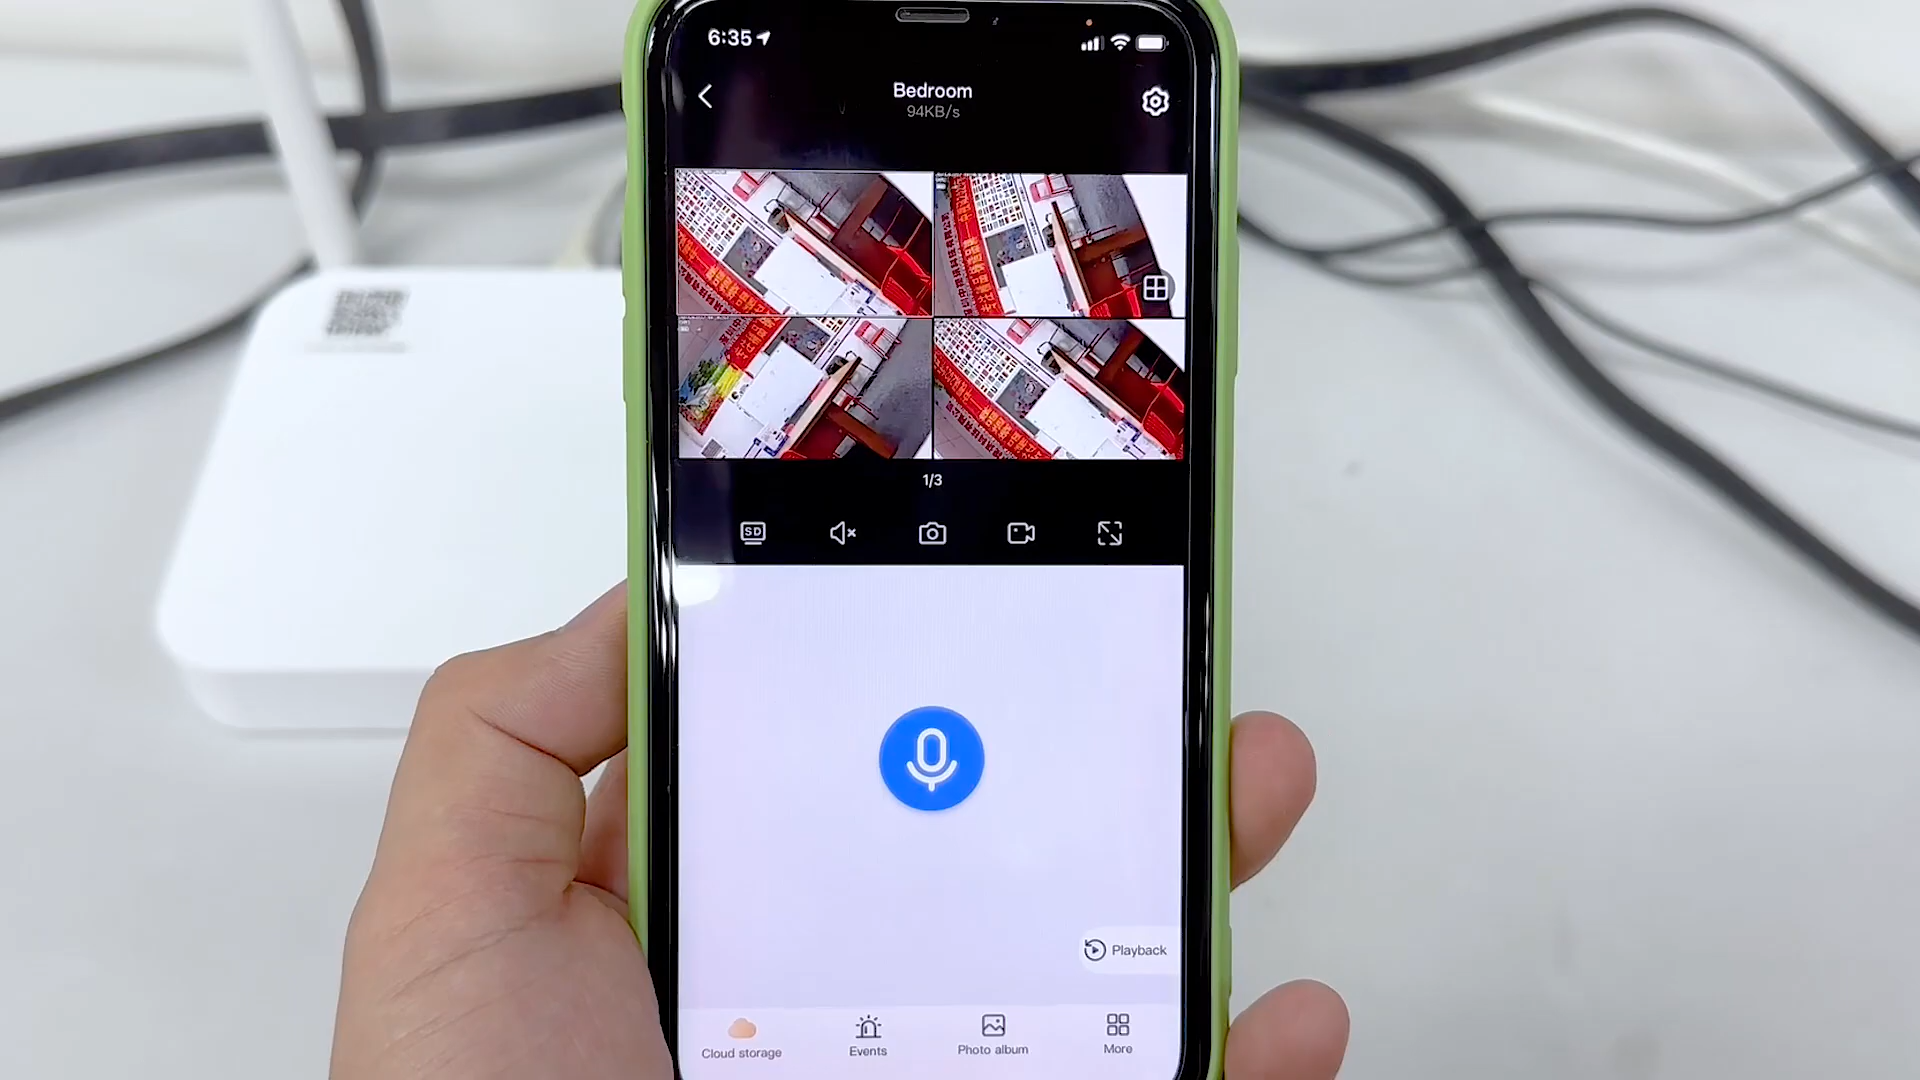 6:35
Bedroom
94KB/s
1/3
SD
Playback
Cloud storage
Events
Photo album
More